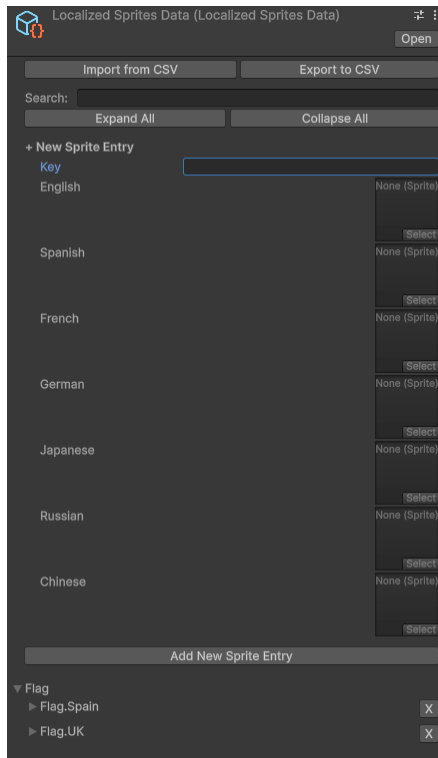 Localized Sprites Data (Localized Sprites Data)
Open
Import from CSV Export to CSV
Search:
Expand All Collapse All
+ New Sprite Entry
Key
English None (Sprite)
Select
Spanish None (Sprite)
Select
French None (Sprite)
Select
German None (Sprite)
Select
Japanese None (Sprite)
Select
Russian None (Sprite)
Select
Chinese None (Sprite)
Select
Add New Sprite Entry
Flag
Flag.Spain X
Flag.UK X